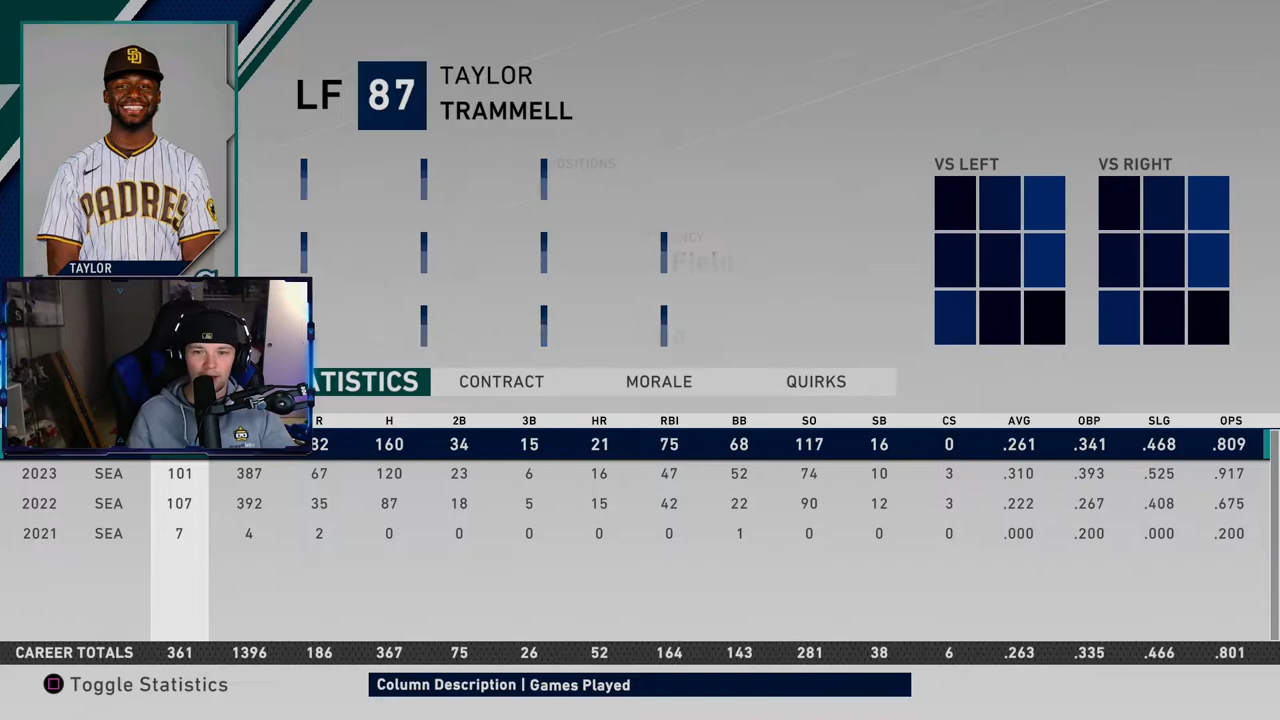 LF 87 TAYLOR
TRAMMELL
SD
PADRES
OSITIONS
VS LEFT VS RIGHT
TAYLOR
ATISTICS CONTRACT MORALE QUIRKS
R H 2B 3B HR RBI BB SO SB CS AVG OBP SLG OPS
82 160 34 15 21 75 68 117 16 0 .261 .341 .468 .809
2023 SEA 101 387 67 120 23 6 16 47 52 74 10 3 .310 .393 .525 .917
2022 SEA 107 392 35 87 18 5 15 42 22 90 12 3 .222 .267 .408 .675
2021 SEA 7 4 2 0 0 0 0 0 1 0 0 0 .000 .200 .000 .200
CAREER TOTALS 361 1396 186 367 75 26 52 164 143 281 38 6 .263 .335 .466 .801
Toggle Statistics
Column Description | Games Played